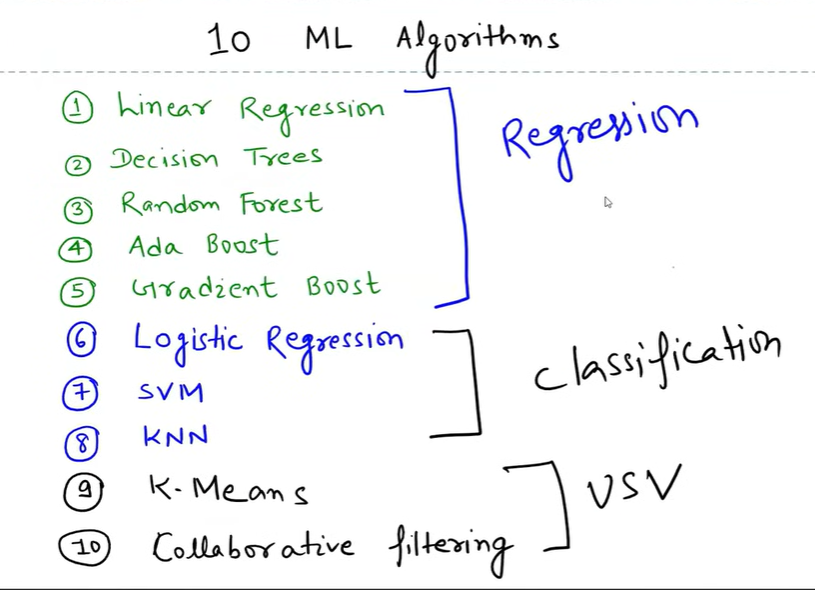 10 ML Algorithms
① Linear Regression
② Decision Trees
③ Random Forest
④ Ada Boost
⑤ Gradient Boost
Regression
⑥ Logistic Regression
⑦ SVM
⑧ KNN
Classification
⑨ K-Means
⑩ Collaborative filtering
USV